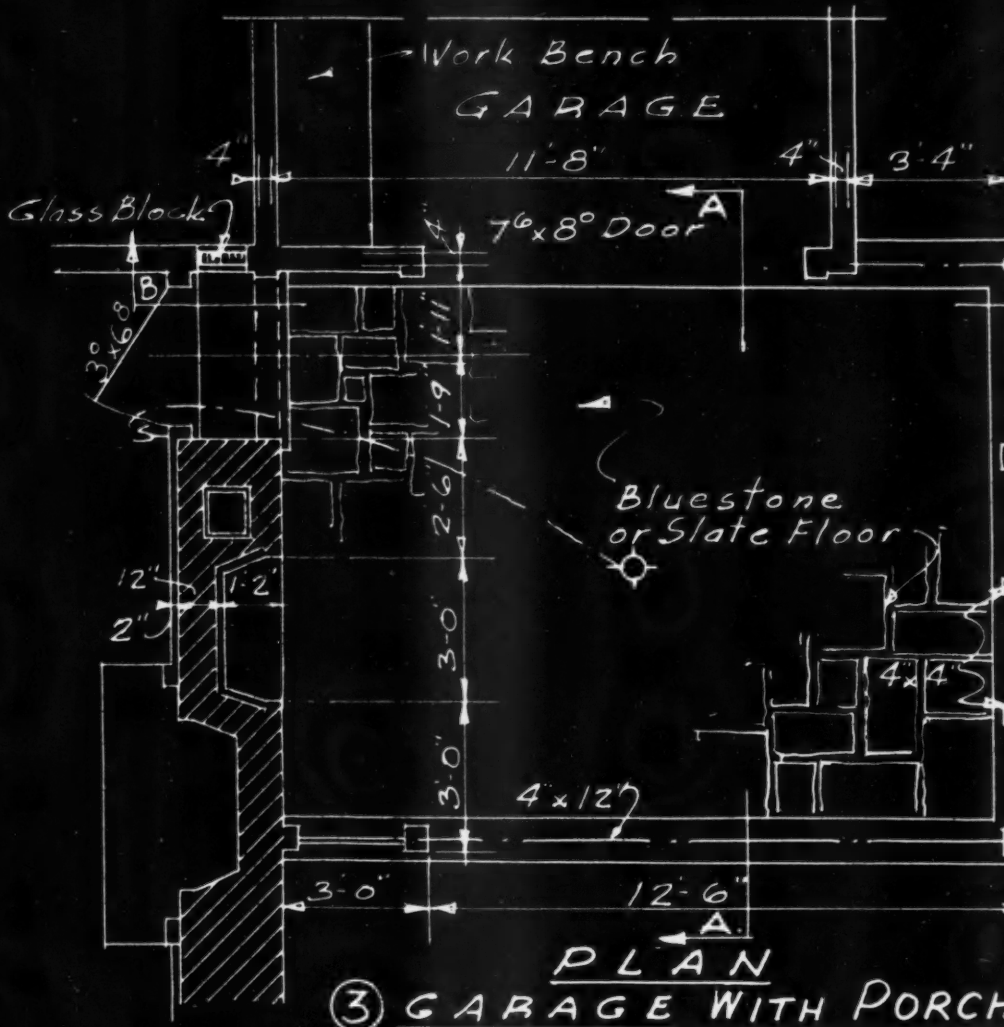 Work Bench
GARAGE
4"
11'-8"
4"
3'-4"
Glass Block
A
7⁶x8⁰ Door
4"
B
3⁰x6⁸
1'-11"
1'-9"
2'-6"
Bluestone
or Slate Floor
12"
1'-2"
2"
3'-0"
4"x4"
3'-0"
4"x12"
3'-0"
12'-6"
A
PLAN
3 GARAGE WITH PORCH